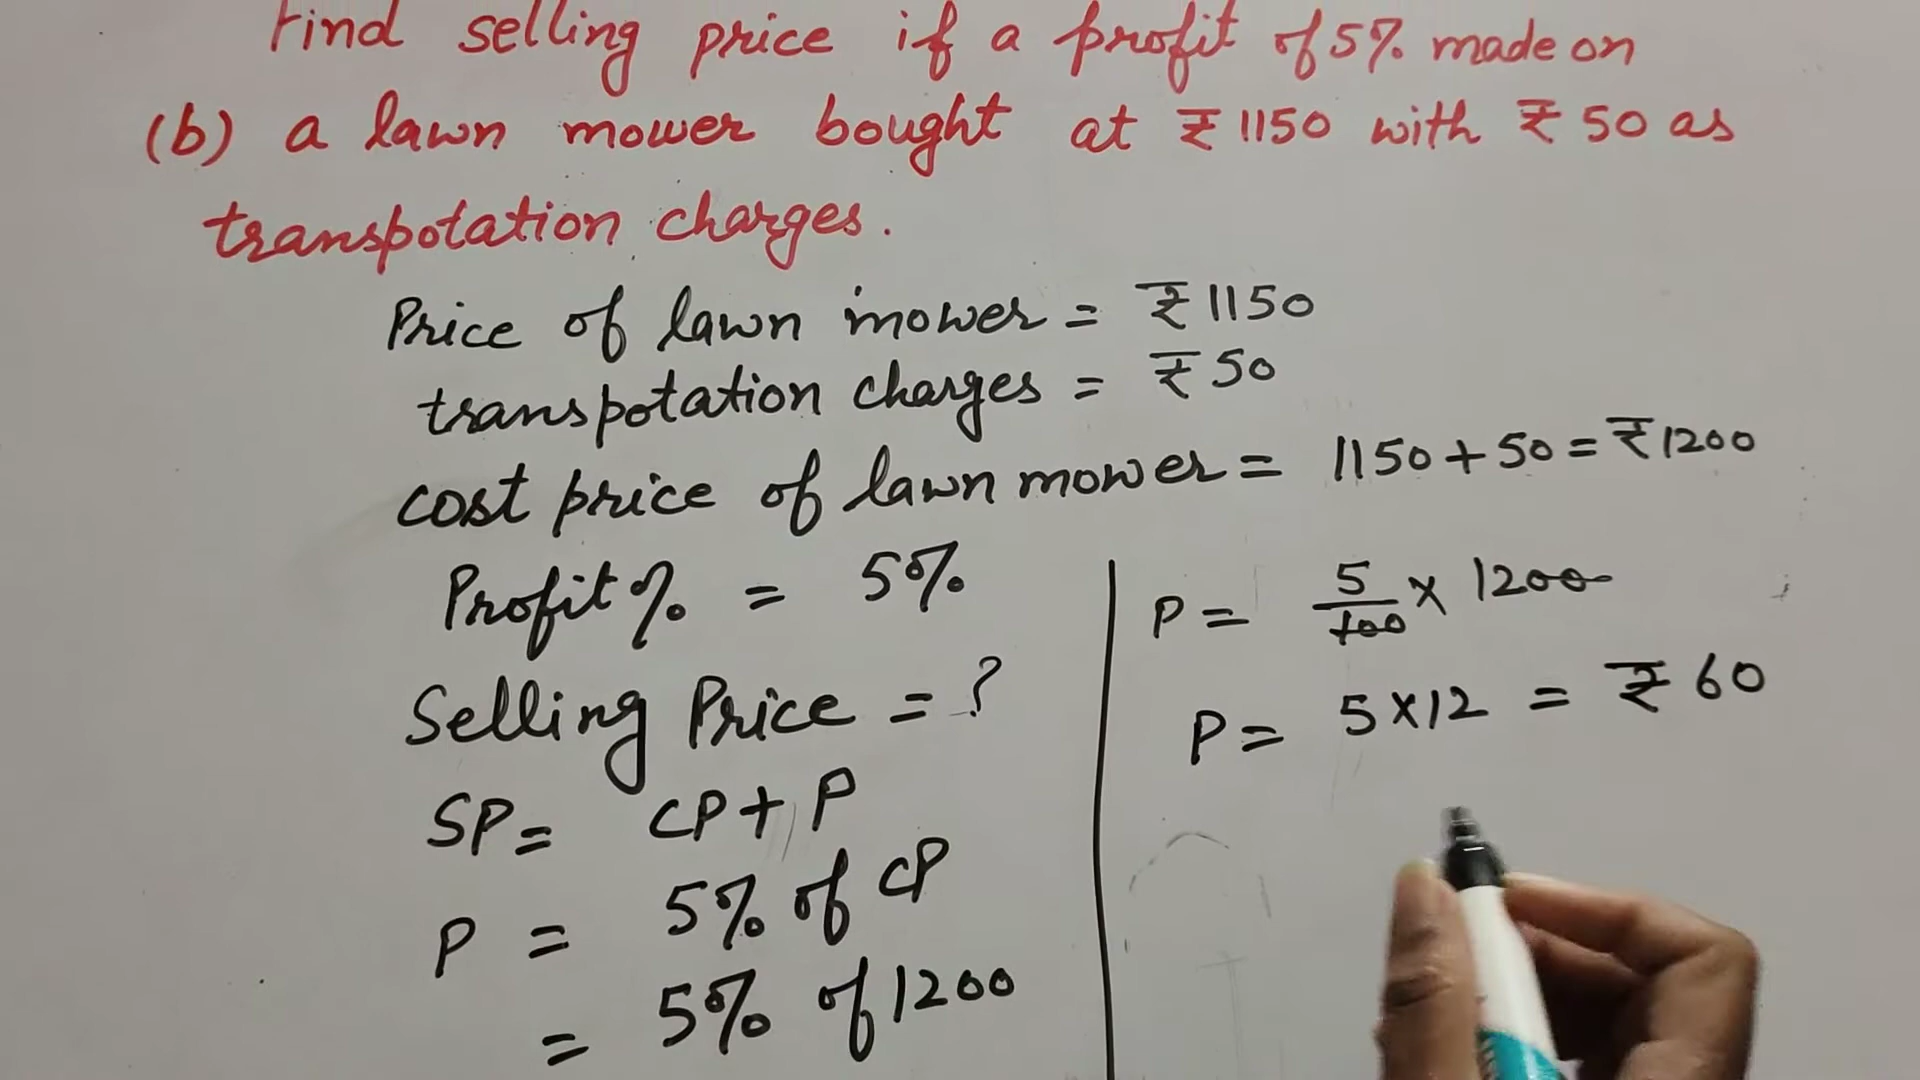 Find selling price if a profit of 5% made on
(b) a lawn mower bought at ₹ 1150 with ₹ 50 as
transpotation charges.
Price of lawn mower = ₹ 1150
transpotation charges = ₹ 50
cost price of lawn mower = 1150 + 50 = ₹ 1200
Profit % = 5%
Selling Price = ?
SP = CP + P
P = 5% of CP
= 5% of 1200
P = 5/100 × 1200
P = 5 × 12 = ₹ 60